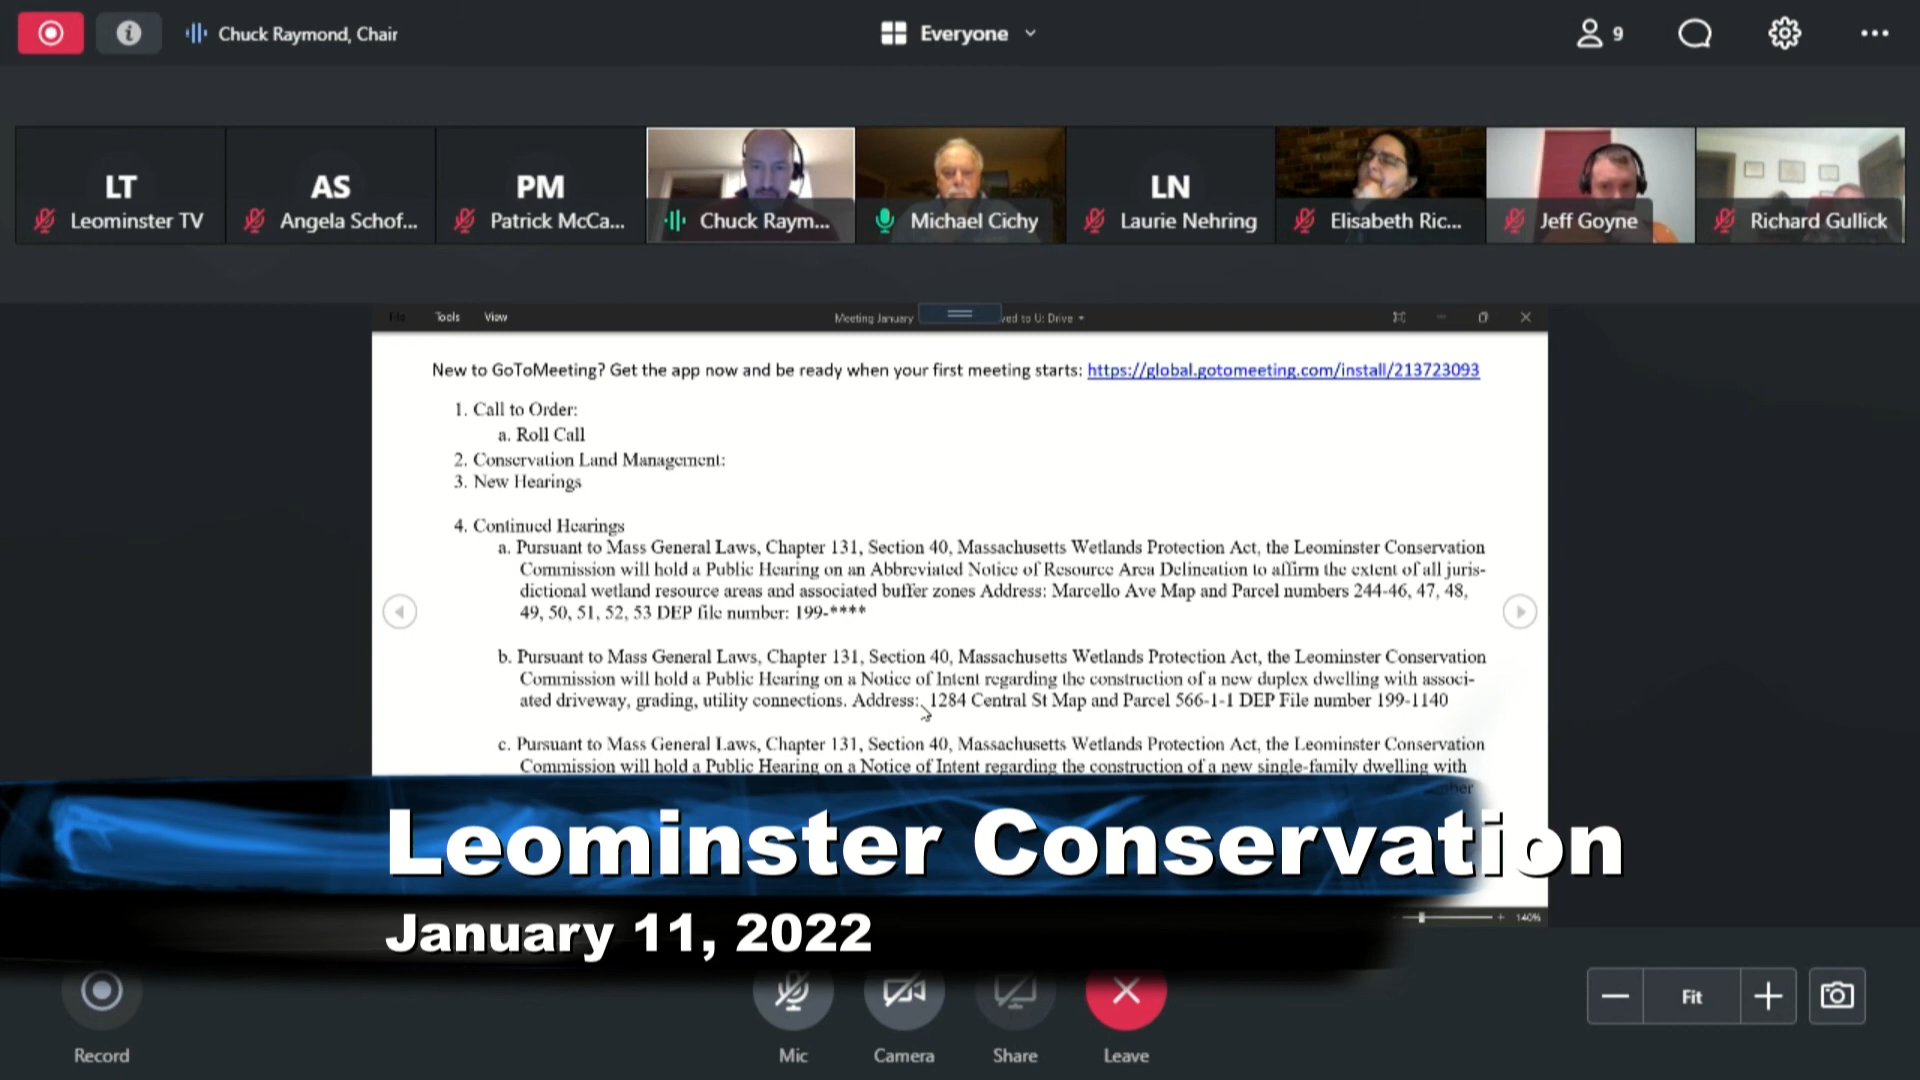 Chuck Raymond, Chair
Everyone
9
LT
Leominster TV
AS
Angela Schof...
PM
Patrick McCa...
Chuck Raym...
Michael Cichy
LN
Laurie Nehring
Elisabeth Ric...
Jeff Goyne
Richard Gullick
File Tools View
Meeting January
ved to U: Drive
New to GoToMeeting? Get the app now and be ready when your first meeting starts: https://global.gotomeeting.com/install/213723093
1. Call to Order:
a. Roll Call
2. Conservation Land Management:
3. New Hearings
4. Continued Hearings
a. Pursuant to Mass General Laws, Chapter 131, Section 40, Massachusetts Wetlands Protection Act, the Leominster Conservation
Commission will hold a Public Hearing on an Abbreviated Notice of Resource Area Delineation to affirm the extent of all juris-
dictional wetland resource areas and associated buffer zones Address: Marcello Ave Map and Parcel numbers 244-46, 47, 48,
49, 50, 51, 52, 53 DEP file number: 199-****
b. Pursuant to Mass General Laws, Chapter 131, Section 40, Massachusetts Wetlands Protection Act, the Leominster Conservation
Commission will hold a Public Hearing on a Notice of Intent regarding the construction of a new duplex dwelling with associ-
ated driveway, grading, utility connections. Address: 1284 Central St Map and Parcel 566-1-1 DEP File number 199-1140
c. Pursuant to Mass General Laws, Chapter 131, Section 40, Massachusetts Wetlands Protection Act, the Leominster Conservation
Commission will hold a Public Hearing on a Notice of Intent regarding the construction of a new single-family dwelling with
Leominster Conservation
January 11, 2022
140%
Record
Mic
Camera
Share
Leave
Fit